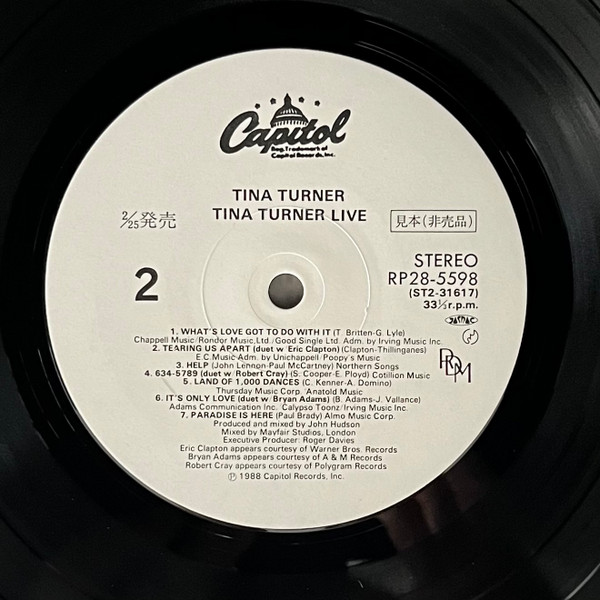 Capitol
Reg. Trademark of
Capitol Records, Inc.
TINA TURNER
TINA TURNER LIVE
2/25発売
見本(非売品)
2
STEREO
RP28-5598
(ST2-31617)
33⅓r.p.m.
JASRAC
1. WHAT'S LOVE GOT TO DO WITH IT (T. Britten-G. Lyle)
Chappell Music/Rondor Music Ltd./Good Single Ltd. Adm. by Irving Music Inc.
2. TEARING US APART (duet w/Eric Clapton) (Clapton-Thillinganes)
E.C.Music Adm. by Unichappell/Poopy's Music
3. HELP (John Lennon-Paul McCartney) Northern Songs
4. 634-5789 (duet w/Robert Cray) (S. Cooper-E. Ployd) Cotillion Music
5. LAND OF 1,000 DANCES (C. Kenner-A. Domino)
Thursday Music Corp./Anatold Music
6. IT'S ONLY LOVE (duet w/Bryan Adams) (B. Adams-J. Vallance)
Adams Communication Inc./Calypso Toonz/Irving Music Inc.
7. PARADISE IS HERE (Paul Brady) Almo Music Corp.
Produced and mixed by John Hudson
Mixed by Mayfair Studios, London
Executive Producer: Roger Davies
Eric Clapton appears courtesy of Warner Bros. Records
Bryan Adams appears courtesy of A & M Records
Robert Cray appears courtesy of Polygram Records
Ⓟ 1988 Capitol Records, Inc.